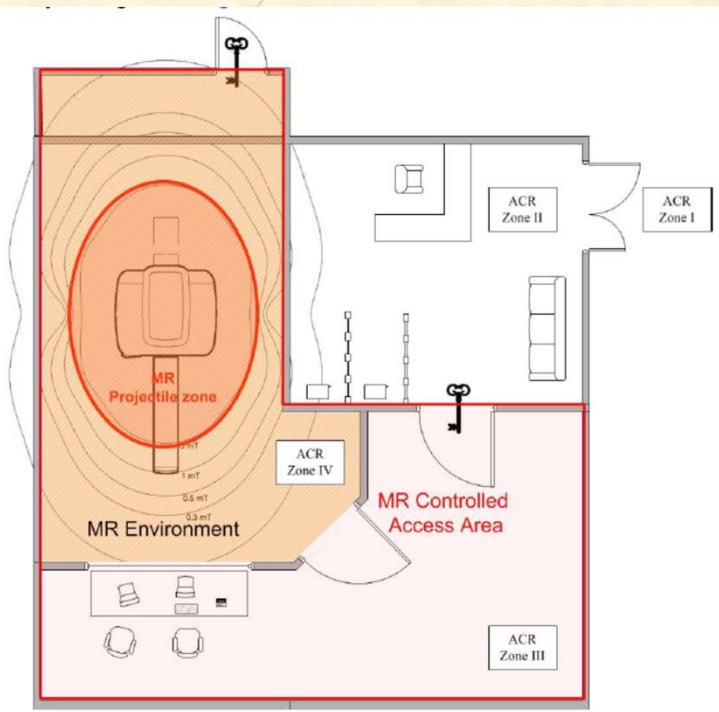 ACR
Zone II
ACR
Zone I
MR
Projectile zone
mT
1 mT
0.5 mT
0.3 mT
ACR
Zone IV
MR Environment
MR Controlled
Access Area
ACR
Zone III